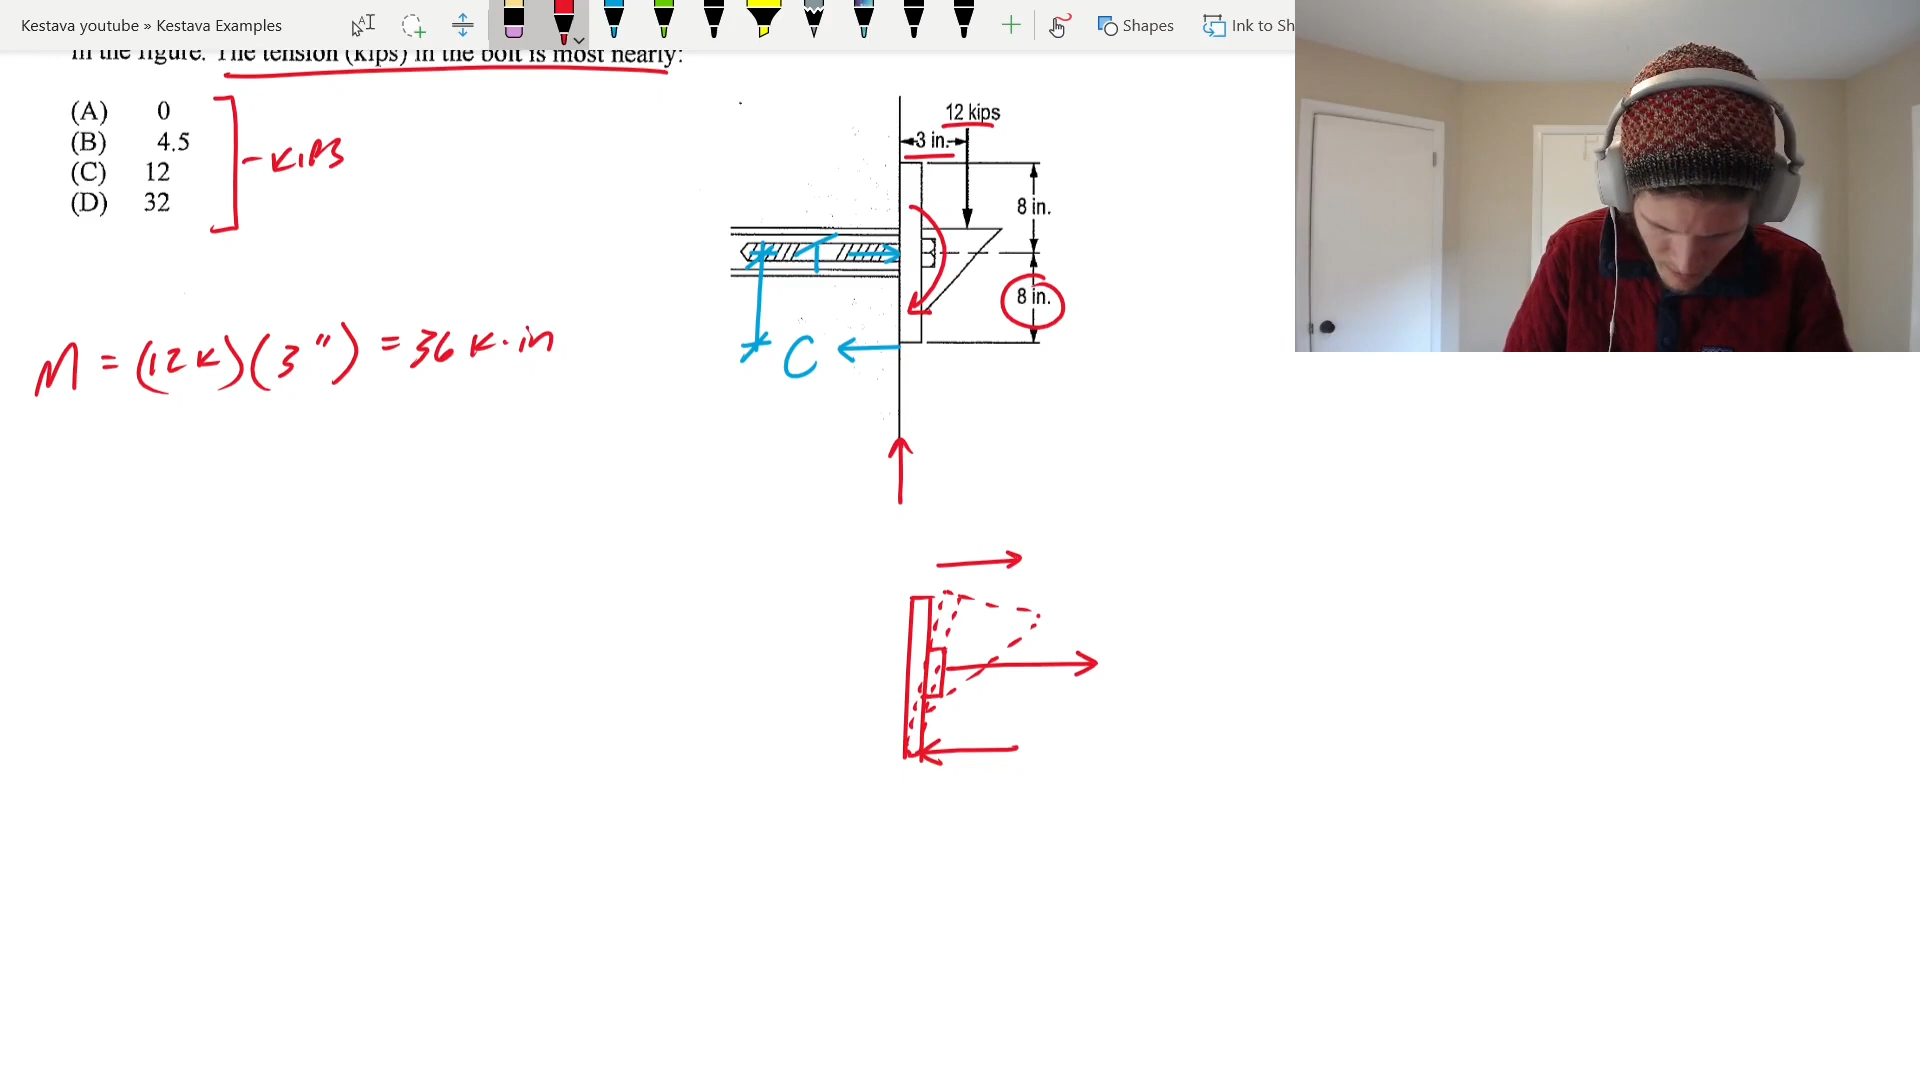 Kestava youtube » Kestava Examples
Shapes
Ink to Sh
in the figure. The tension (kips) in the bolt is most nearly:
(A) 0
(B) 4.5
(C) 12
(D) 32
- KIPS
12 kips
3 in.
8 in.
8 in.
T
C
M = (12 K)(3") = 36 K·in